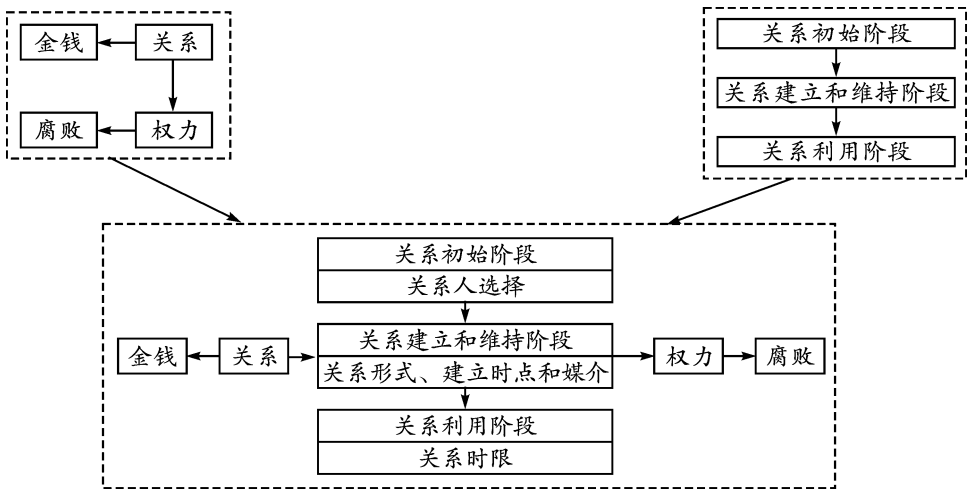 金钱
关系
腐败
权力
关系初始阶段
关系建立和维持阶段
关系利用阶段
关系初始阶段
关系人选择
金钱
关系
关系建立和维持阶段
关系形式、建立时点和媒介
权力
腐败
关系利用阶段
关系时限